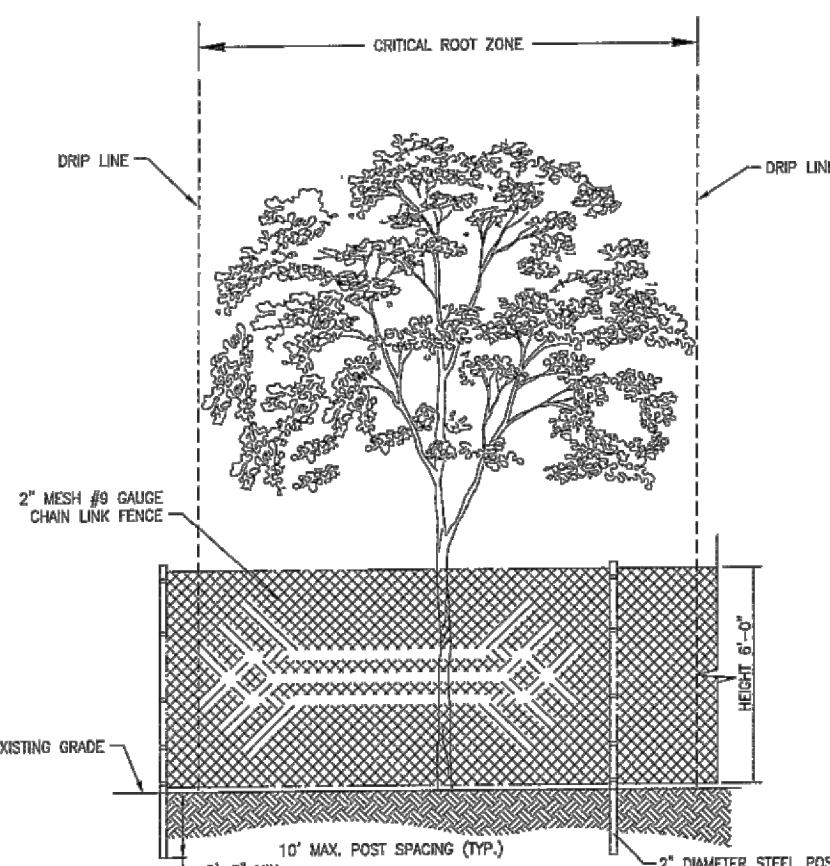 CRITICAL ROOT ZONE
DRIP LINE
DRIP LINE
2" MESH #9 GAUGE
CHAIN LINK FENCE
HEIGHT 6'-0"
XISTING GRADE
10' MAX. POST SPACING (TYP.)
2" DIAMETER STEEL POS